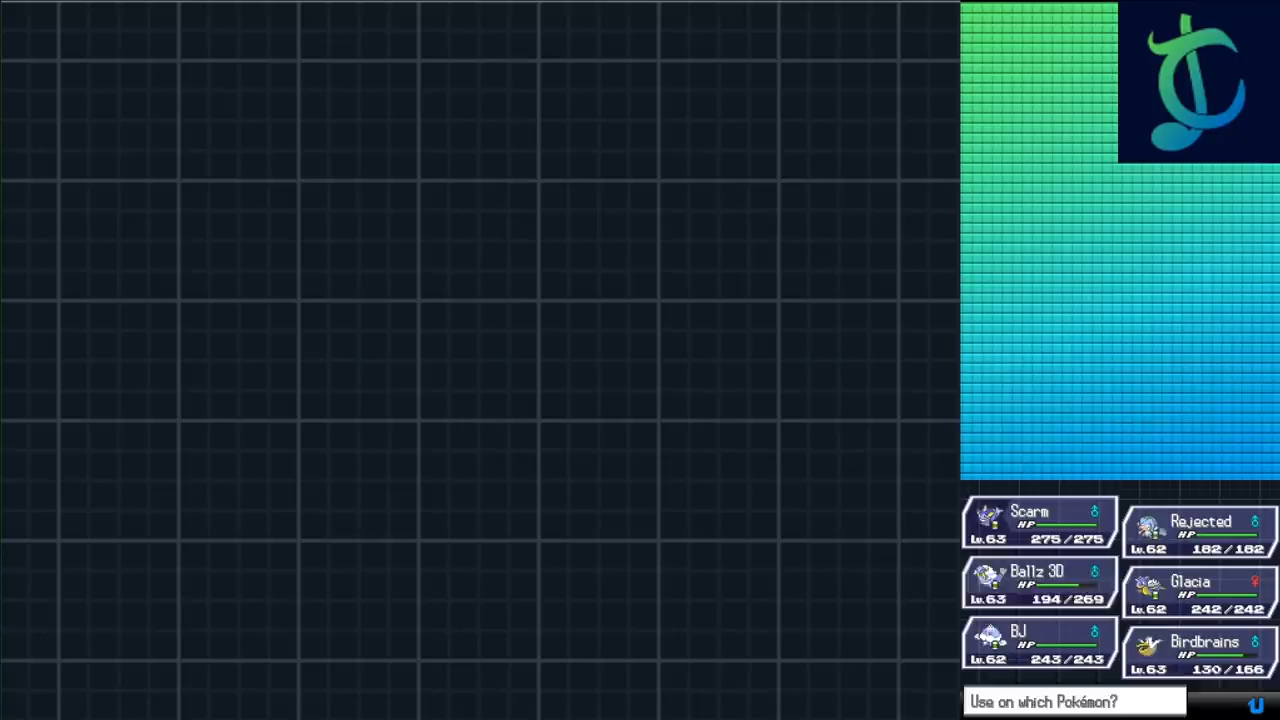 Scarm ♂
HP
Lv.63 275/275
Rejected ♂
HP
Lv.62 182/182
Ballz 3D ♂
HP
Lv.63 194/269
Glacia ♀
HP
Lv.62 242/242
BJ ♂
HP
Lv.62 243/243
Birdbrains ♂
HP
Lv.63 130/166
Use on which Pokémon?